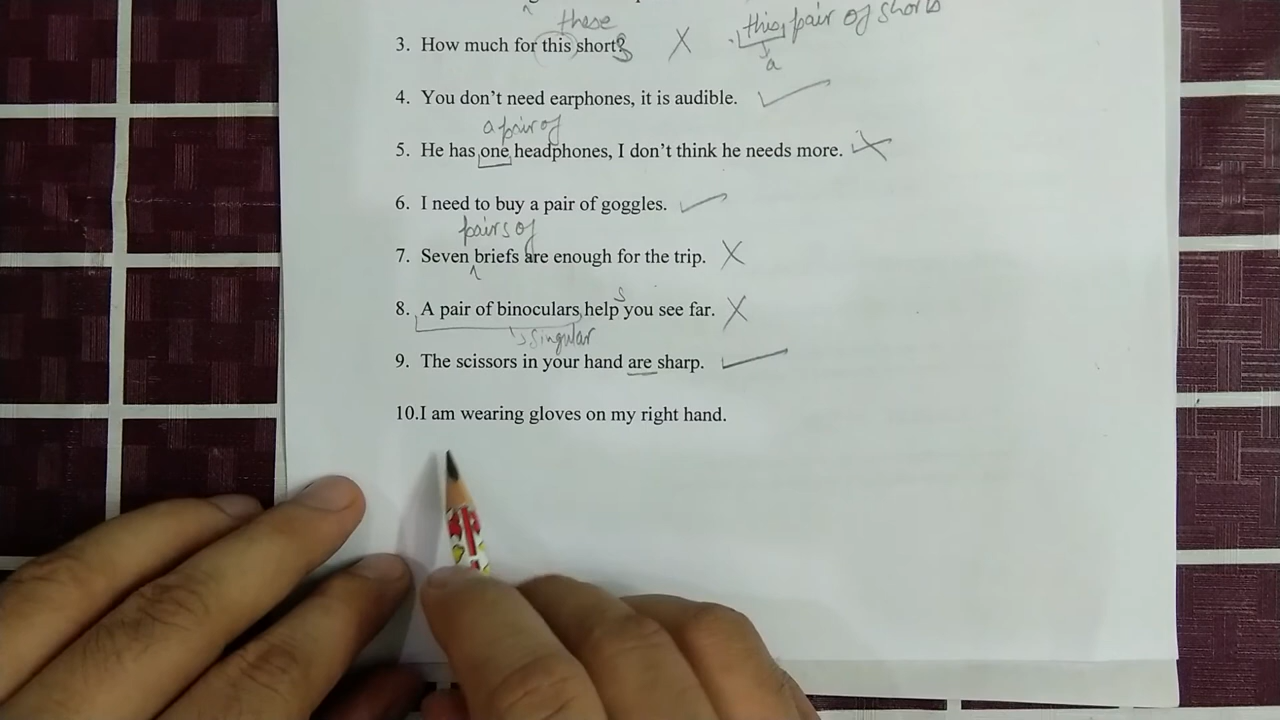 these
this, pair of shorts
3. How much for this shorts?
a
4. You don't need earphones, it is audible.
a pair of
5. He has one headphones, I don't think he needs more.
6. I need to buy a pair of goggles.
pairs of
7. Seven briefs are enough for the trip.
s
8. A pair of binoculars help you see far.
singular
9. The scissors in your hand are sharp.
10.I am wearing gloves on my right hand.